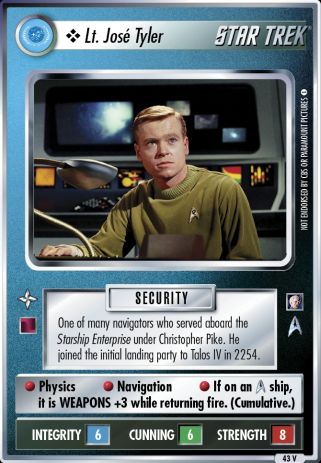 ❖ Lt. José Tyler
STAR TREK
NOT ENDORSED BY CBS OR PARAMOUNT PICTURES
SECURITY
One of many navigators who served aboard the
Starship Enterprise under Christopher Pike. He
joined the initial landing party to Talos IV in 2254.
● Physics ● Navigation ● If on an ship,
it is WEAPONS +3 while returning fire. (Cumulative.)
INTEGRITY 6 CUNNING 6 STRENGTH 8
43 V